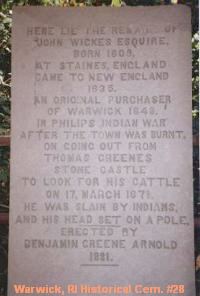 HERE LIE THE REMAINS OF
JOHN WICKES ESQUIRE,
BORN 1609,
AT STAINES, ENGLAND
CAME TO NEW ENGLAND
1635.
AN ORIGINAL PURCHASER
OF WARWICK 1643,
IN PHILIPS INDIAN WAR
AFTER THE TOWN WAS BURNT,
ON GOING OUT FROM
THOMAS GREENES
STONE CASTLE
TO LOOK FOR HIS CATTLE
ON 17, MARCH
HE WAS SLAIN BY INDIANS,
AND HIS HEAD SET ON A POLE.
ERECTED BY
BENJAMIN GREENE ARNOLD
1881.
Warwick, RI Historical Cem. #28